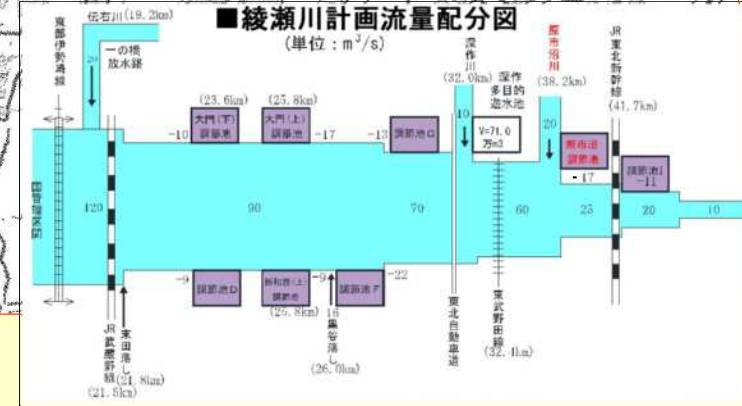 ■綾瀬川計画流量配分図
(単位：m³/s)
東部伊勢崎線
伝右川(19.2km)
20
一の橋
放水路
深作川
(32.0km)
10
深作
多目的
遊水池
V=71.0
万m3
原市沼川
(38.2km)
20
JR東北新幹線
(41.7km)
(23.6km)
大門(下)
調節池
-10
(25.8km)
大門(上)
調節池
-17
-13
調節池G
原市沼
調節池
-17
調節池I
-11
国管理区間
120
90
70
60
25
20
10
-9
調節池D
調節池
(25.8km)
-9
調節池F
-22
16
黒谷落し
(26.0km)
東北自動車道
東武野田線
(32.4km)
JR武蔵野線
(21.5km)
末田落し
(21.8km)